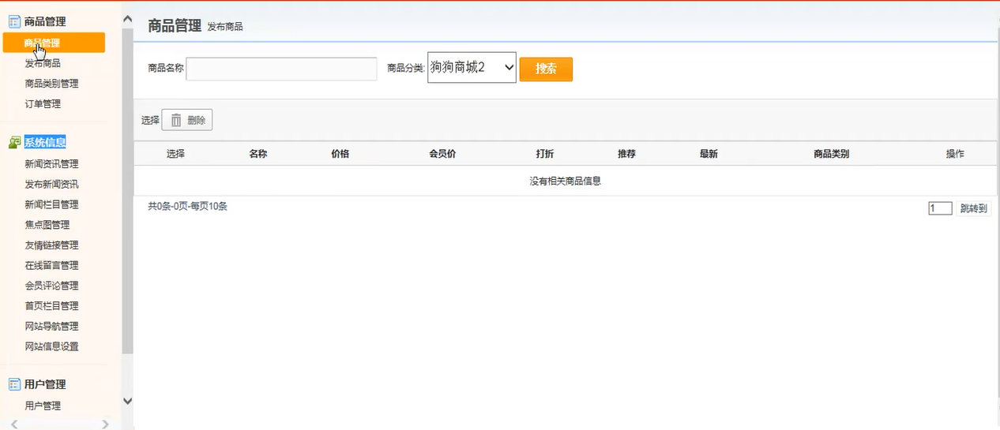 商品管理
商品管理
发布商品
商品类别管理
订单管理
系统信息
新闻资讯管理
发布新闻资讯
新闻栏目管理
焦点图管理
友情链接管理
在线留言管理
会员评论管理
首页栏目管理
网站导航管理
网站信息设置
用户管理
用户管理
商品管理 发布商品
商品名称 商品分类: 狗狗商城2 搜索
选择 删除
选择 名称 价格 会员价 打折 推荐 最新 商品类别 操作
没有相关商品信息
共0条-0页-每页10条 1 跳转到